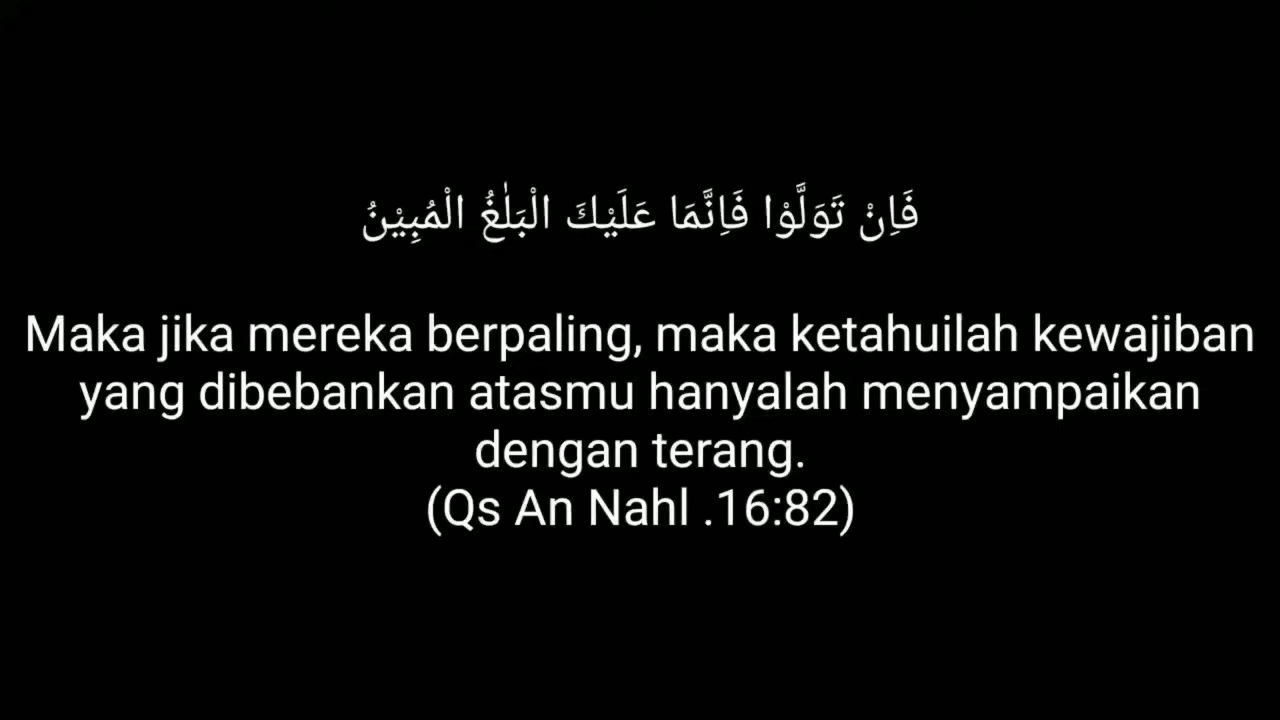 فَاِنْ تَوَلَّوْا فَاِنَّمَا عَلَيْكَ الْبَلٰغُ الْمُبِيْنُ
Maka jika mereka berpaling, maka ketahuilah kewajiban
yang dibebankan atasmu hanyalah menyampaikan
dengan terang.
(Qs An Nahl .16:82)